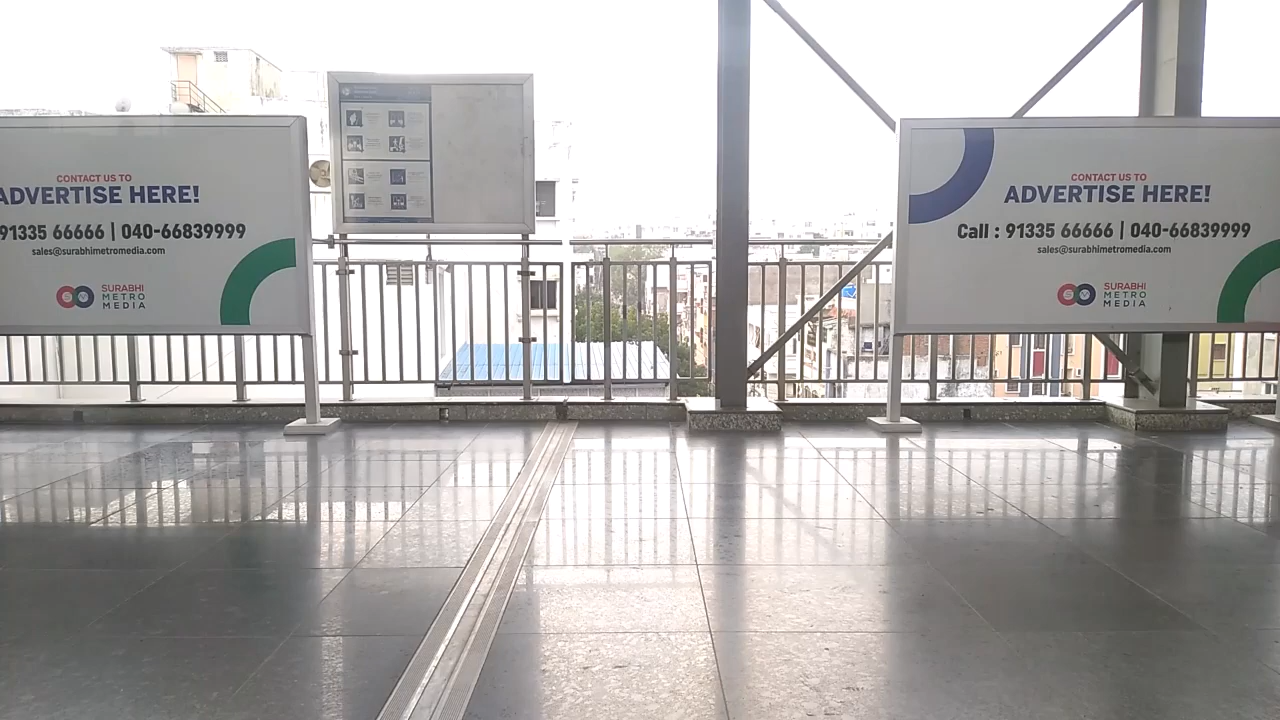 CONTACT US TO
ADVERTISE HERE!
91335 66666 | 040-66839999
sales@surabhimetromedia.com
SURABHI
METRO
MEDIA
CONTACT US TO
ADVERTISE HERE!
Call : 91335 66666 | 040-66839999
sales@surabhimetromedia.com
SURABHI
METRO
MEDIA